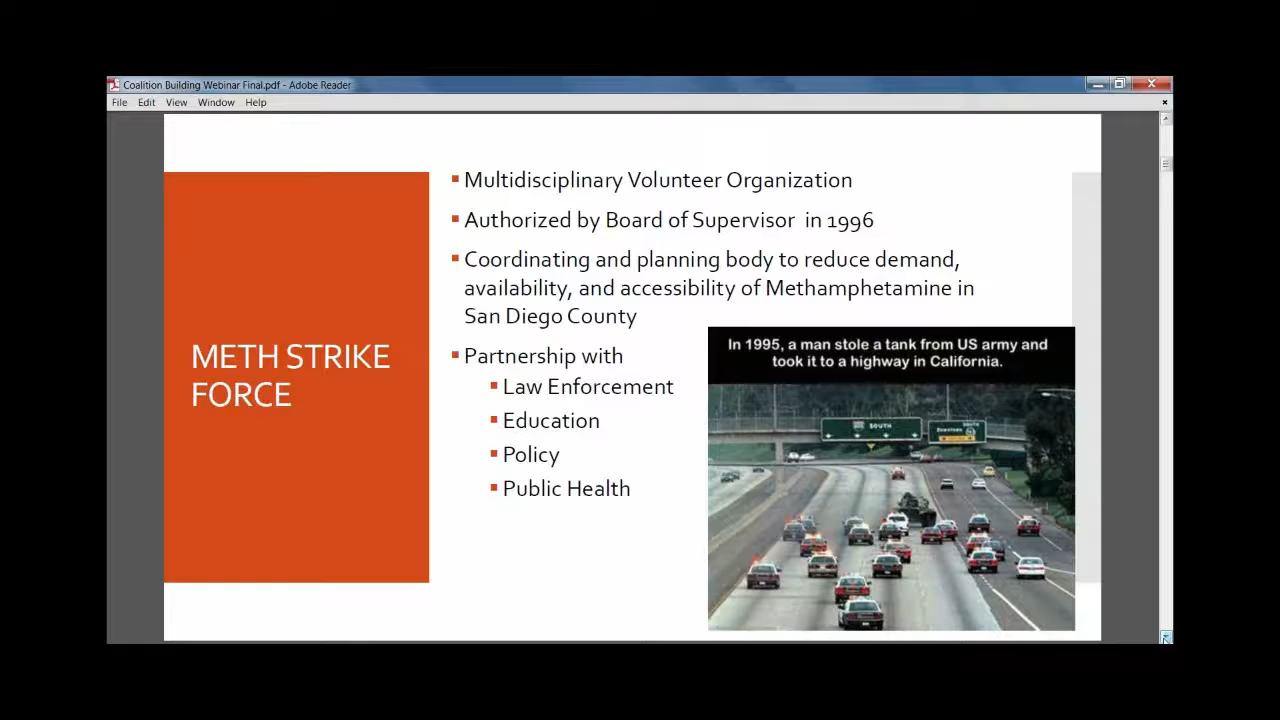 Coalition Building Webinar Final.pdf - Adobe Reader
File Edit View Window Help
METH STRIKE
FORCE
Multidisciplinary Volunteer Organization
Authorized by Board of Supervisor in 1996
Coordinating and planning body to reduce demand,
availability, and accessibility of Methamphetamine in
San Diego County
Partnership with
Law Enforcement
Education
Policy
Public Health
In 1995, a man stole a tank from US army and
took it to a highway in California.
SOUTH
SOUTH
Downtown